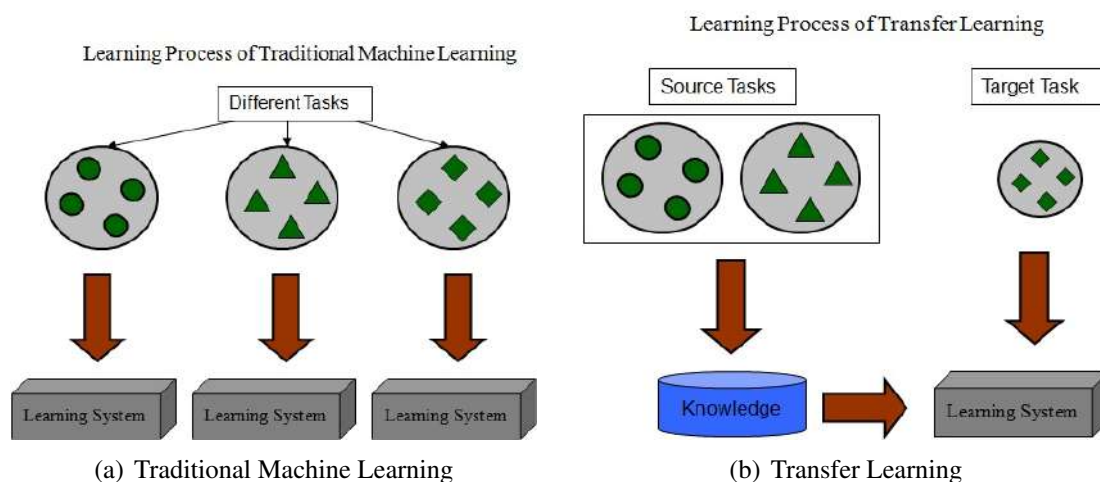 Learning Process of Traditional Machine Learning
Different Tasks
Learning System
Learning System
Learning System
(a) Traditional Machine Learning
Learning Process of Transfer Learning
Source Tasks
Target Task
Knowledge
Learning System
(b) Transfer Learning